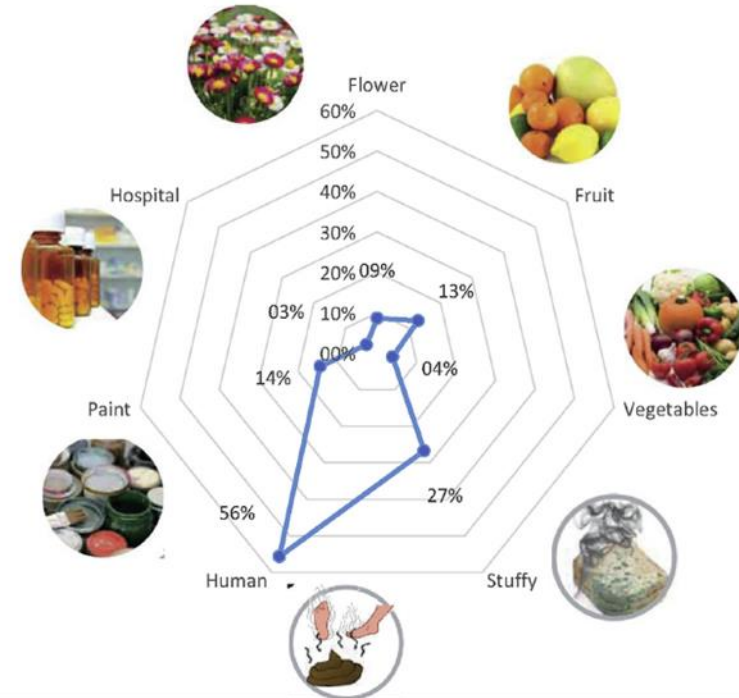 Flower
60%
50%
Hospital
40%
Fruit
30%
20%
09%
13%
03%
10%
00%
04%
14%
Paint
Vegetables
27%
56%
Human
Stuffy